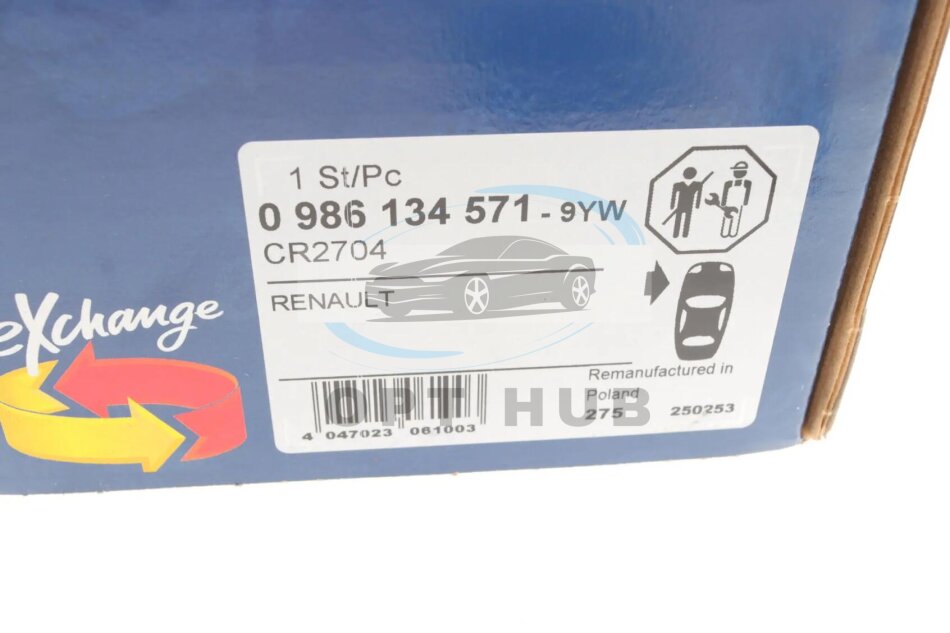 1 St/Pc
0 986 134 571 - 9YW
CR2704
RENAULT
eXchange
Remanufactured in
Poland
275 250253
OPT HUB
4 047023 061003